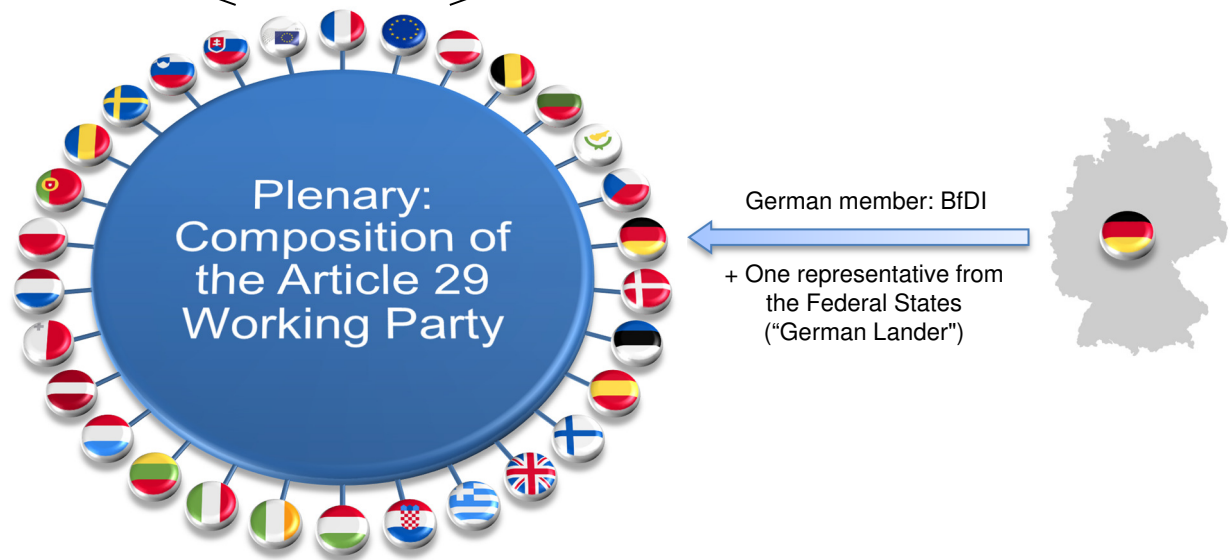 Plenary:
Composition of
the Article 29
Working Party
German member: BfDI
+ One representative from
the Federal States
(“German Lander")